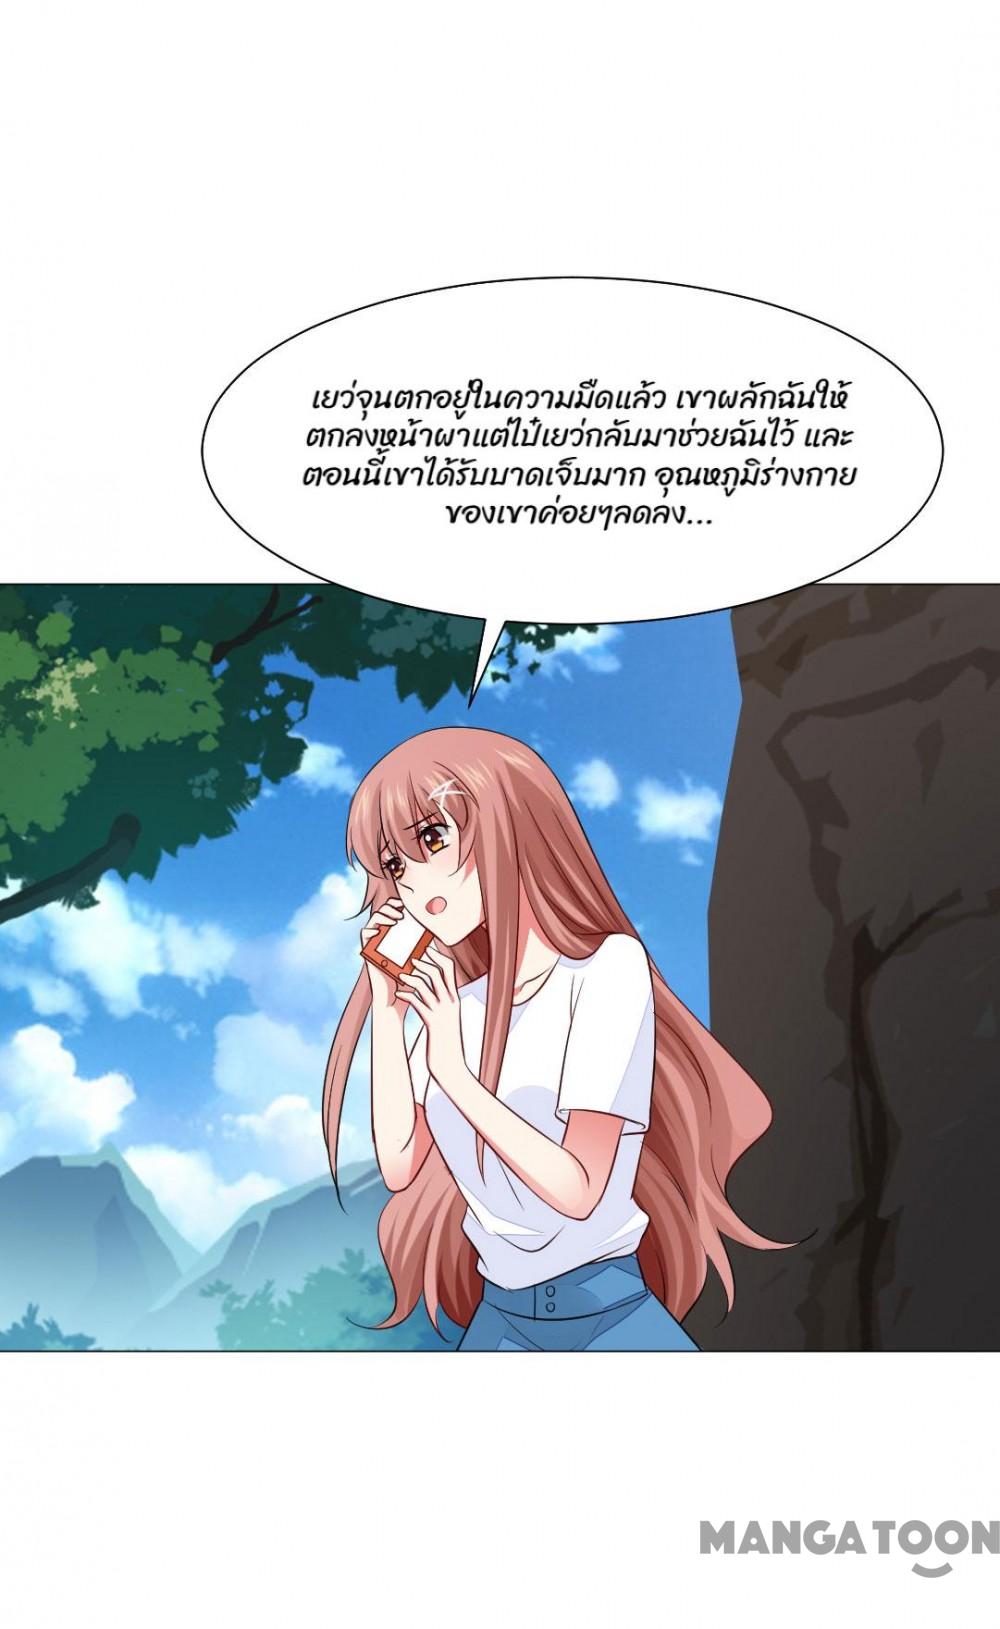 เยว่จุนตกอยู่ในความมืดแล้ว เขาผลักฉันให้
ตกลงหน้าผาแต่ไป๋เยว่กลับมาช่วยฉันไว้ และ
ตอนนี้เขาได้รับบาดเจ็บมาก อุณหภูมิร่างกาย
ของเขาค่อยๆลดลง...
MANGATOON